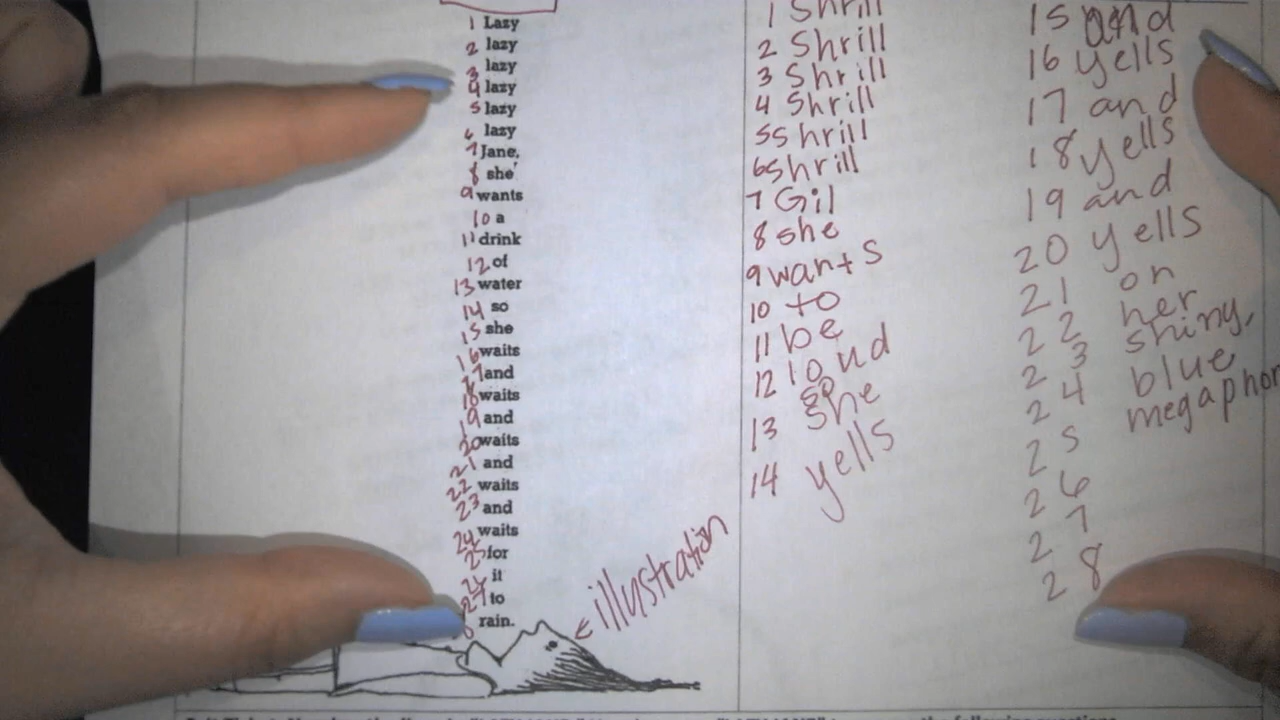 1 Lazy
2 lazy
3 lazy
4 lazy
5 lazy
6 lazy
7 Jane,
8 she
9 wants
10 a
11 drink
12 of
13 water
14 so
15 she
16 waits
17 and
18 waits
19 and
20 waits
21 and
22 waits
23 and
24 waits
25 for
26 it
27 to
rain.
< illustration
1 Shrill
2 Shrill
3 Shrill
4 Shrill
5 Shrill
6 Shrill
7 Gil
8 she
9 wants
10 to
11 be
12 loud
so
13 she
14 yells
15 and
16 yells
17 and
18 yells
19 and
20 yells
21 on
22 her
23 shiny,
24 blue
25 megaphon
26
27
28